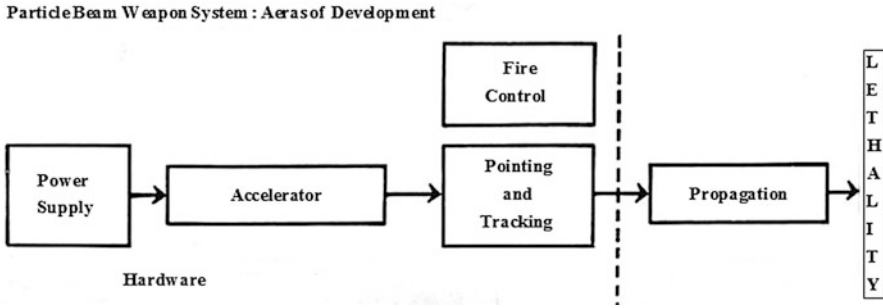 Particle Beam Weapon System : Aeras of Development
Fire
Control
Power
Supply
Accelerator
Pointing
and
Tracking
Propagation
L
E
T
H
A
L
I
T
Y
Hardware